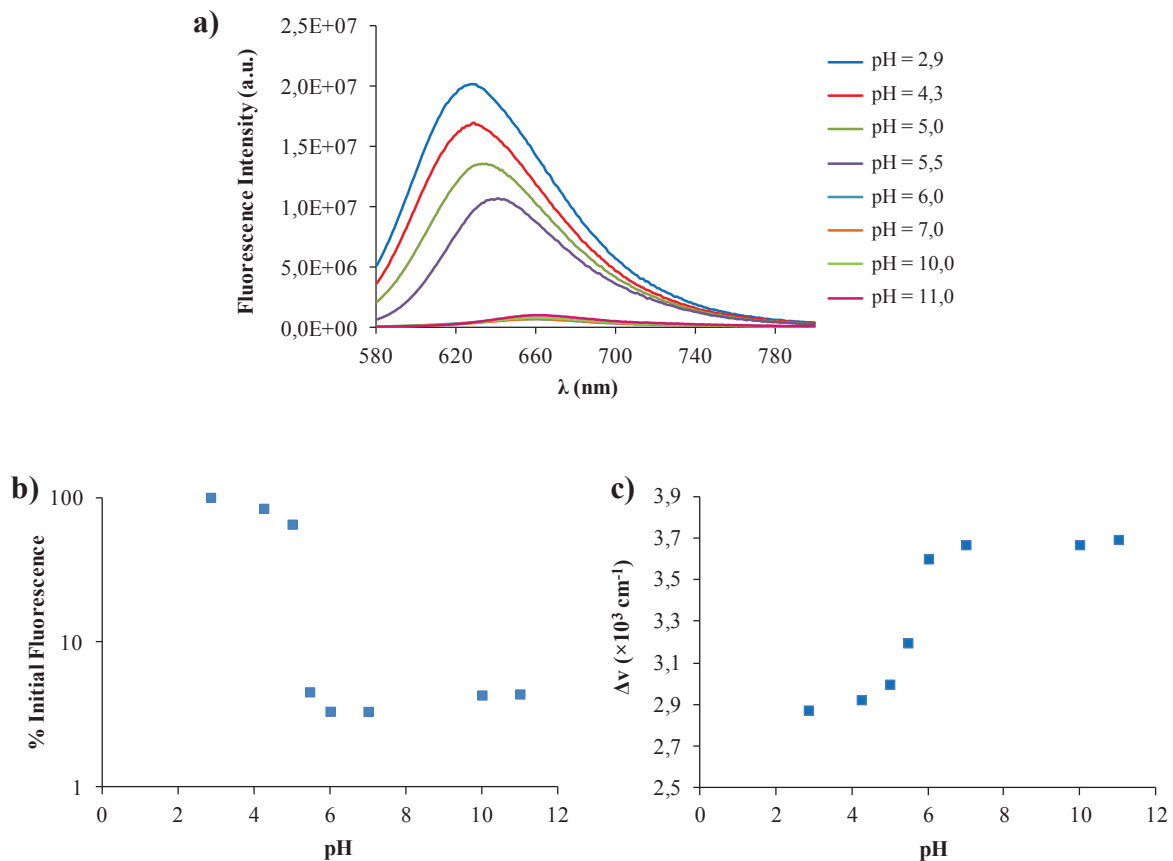 a)
Fluorescence Intensity (a.u.)
2,5E+07
2,0E+07
1,5E+07
1,0E+07
5,0E+06
0,0E+00
580 620 660 700 740 780
λ (nm)
pH = 2,9
pH = 4,3
pH = 5,0
pH = 5,5
pH = 6,0
pH = 7,0
pH = 10,0
pH = 11,0
b)
% Initial Fluorescence
100
10
1
0 2 4 6 8 10 12
pH
c)
Δν (×10³ cm⁻¹)
3,9
3,7
3,5
3,3
3,1
2,9
2,7
2,5
0 2 4 6 8 10 12
pH